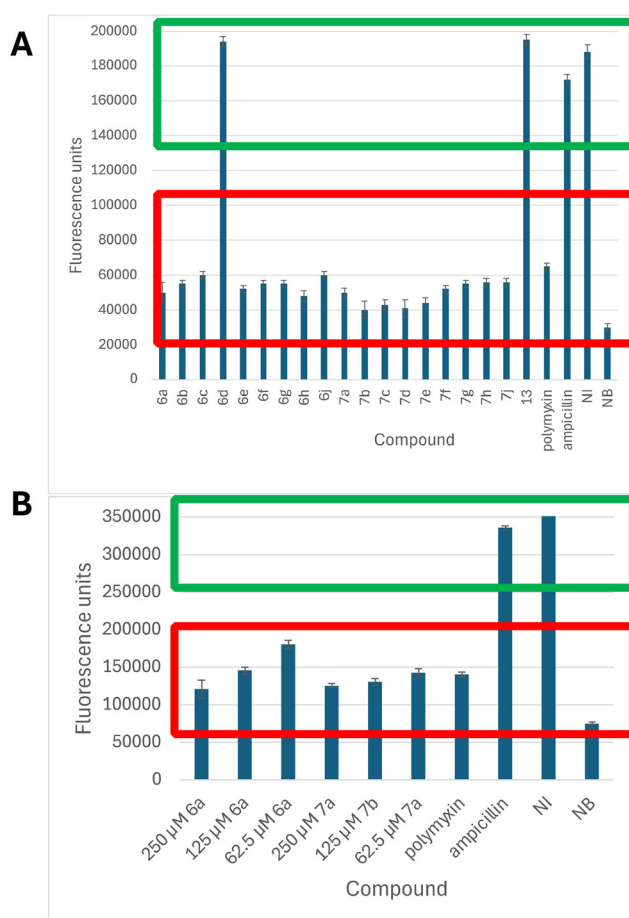 A
Fluorescence units
200000
180000
160000
140000
120000
100000
80000
60000
40000
20000
0
6a 6b 6c 6d 6e 6f 6g 6h 6j 7a 7b 7c 7d 7e 7f 7g 7h 7j 13 polymyxin ampicillin NI NB
Compound
B
Fluorescence units
350000
300000
250000
200000
150000
100000
50000
0
250 µM 6a 125 µM 6a 62.5 µM 6a 250 µM 7a 125 µM 7b 62.5 µM 7a polymyxin ampicillin NI NB
Compound